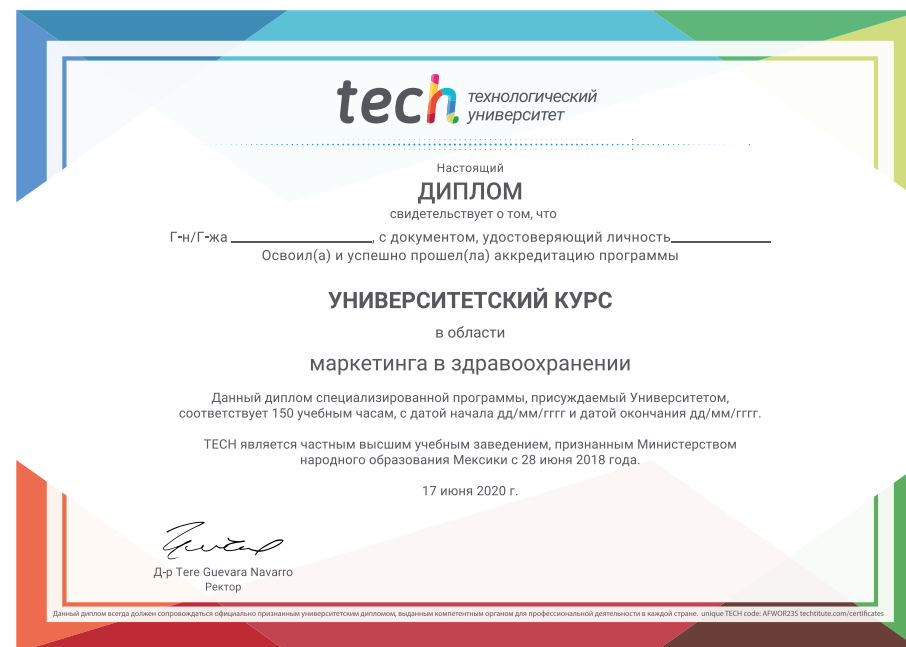 tech технологический
университет
Настоящий
ДИПЛОМ
свидетельствует о том, что
Г-н/Г-жа ____________, с документом, удостоверяющий личность____________
Освоил(а) и успешно прошел(ла) аккредитацию программы
УНИВЕРСИТЕТСКИЙ КУРС
в области
маркетинга в здравоохранении
Данный диплом специализированной программы, присуждаемый Университетом,
соответствует 150 учебным часам, с датой начала дд/мм/гггг и датой окончания дд/мм/гггг.
TECH является частным высшим учебным заведением, признанным Министерством
народного образования Мексики с 28 июня 2018 года.
17 июня 2020 г.
Д-р Tere Guevara Navarro
Ректор
Данный диплом всегда должен сопровождаться официально признанным университетским дипломом, выданным компетентным органом для профессиональной деятельности в каждой стране. unique TECH code: AFWOR23S techtitute.com/certificates